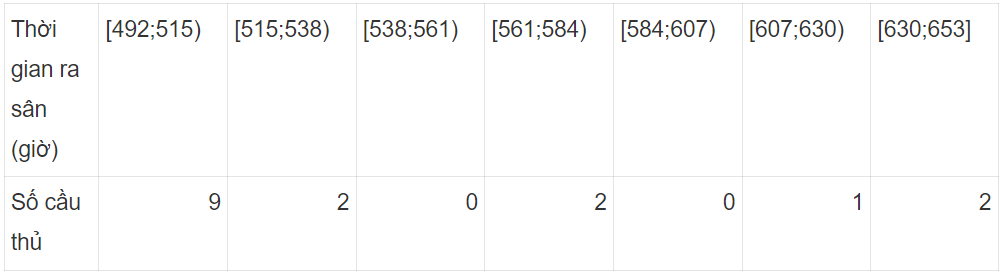 Thời gian ra sân (giờ) [492;515) [515;538) [538;561) [561;584) [584;607) [607;630) [630;653]
Số cầu thủ 9 2 0 2 0 1 2